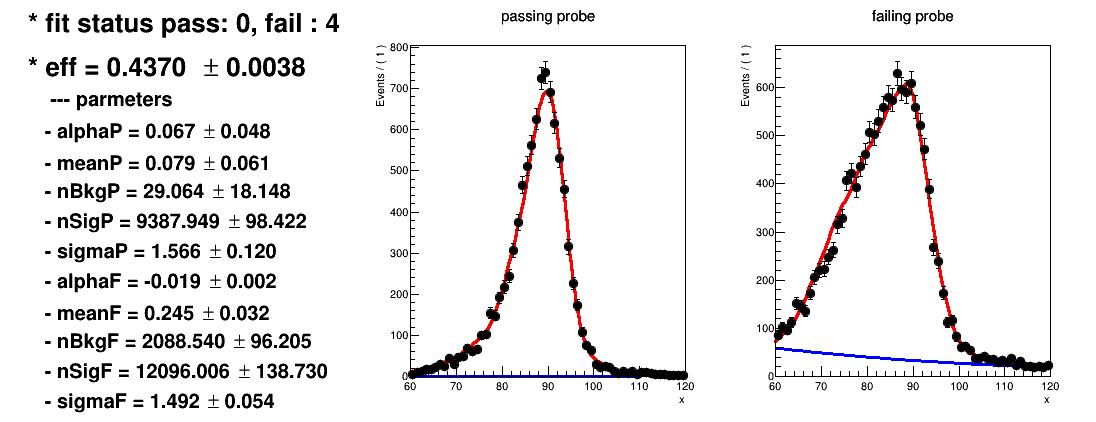 * fit status pass: 0, fail : 4
* eff = 0.4370 ± 0.0038
--- parmeters
- alphaP = 0.067 ± 0.048
- meanP = 0.079 ± 0.061
- nBkgP = 29.064 ± 18.148
- nSigP = 9387.949 ± 98.422
- sigmaP = 1.566 ± 0.120
- alphaF = -0.019 ± 0.002
- meanF = 0.245 ± 0.032
- nBkgF = 2088.540 ± 96.205
- nSigF = 12096.006 ± 138.730
- sigmaF = 1.492 ± 0.054
passing probe
Events / ( 1 )
800
700
600
500
400
300
200
100
0
60 70 80 90 100 110 120
x
failing probe
Events / ( 1 )
600
500
400
300
200
100
0
60 70 80 90 100 110 120
x